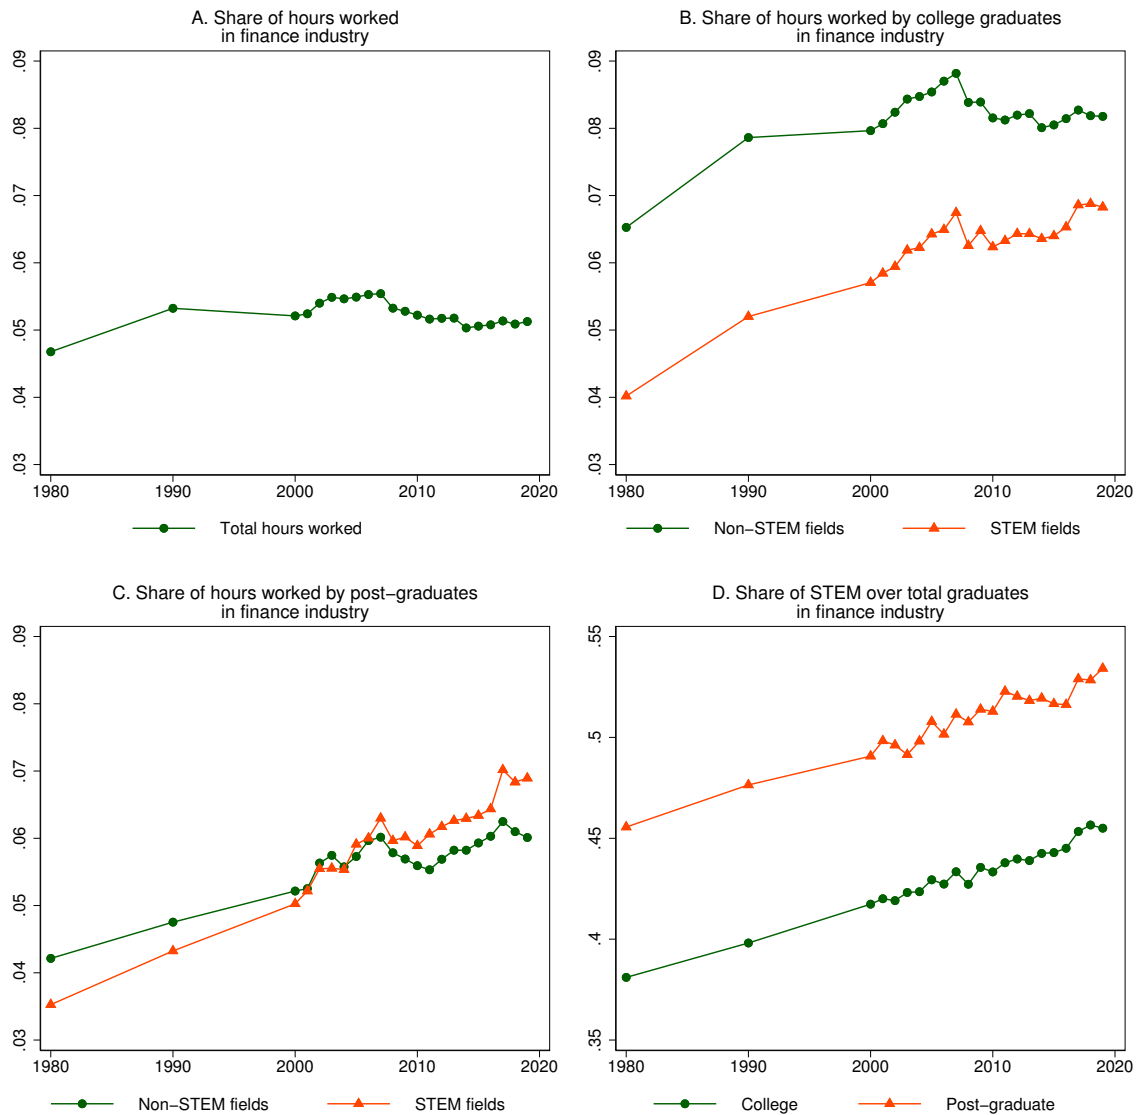 A. Share of hours worked
in finance industry
.09
.08
.07
.06
.05
.04
.03
1980 1990 2000 2010 2020
Total hours worked
B. Share of hours worked by college graduates
in finance industry
.09
.08
.07
.06
.05
.04
.03
1980 1990 2000 2010 2020
Non−STEM fields STEM fields
C. Share of hours worked by post−graduates
in finance industry
.09
.08
.07
.06
.05
.04
.03
1980 1990 2000 2010 2020
Non−STEM fields STEM fields
D. Share of STEM over total graduates
in finance industry
.55
.5
.45
.4
.35
1980 1990 2000 2010 2020
College Post−graduate